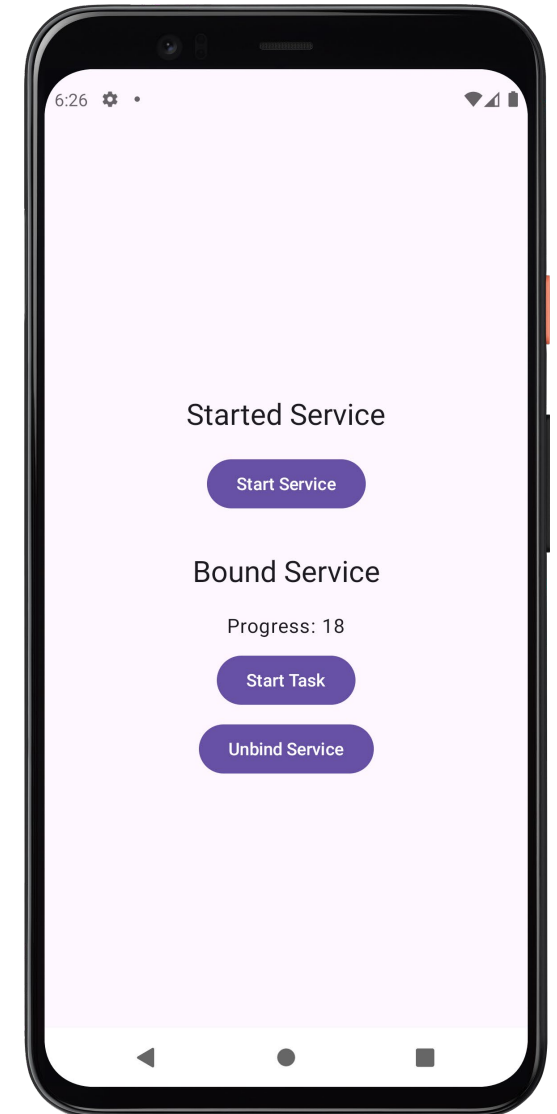 6:26
Started Service
Start Service
Bound Service
Progress: 18
Start Task
Unbind Service